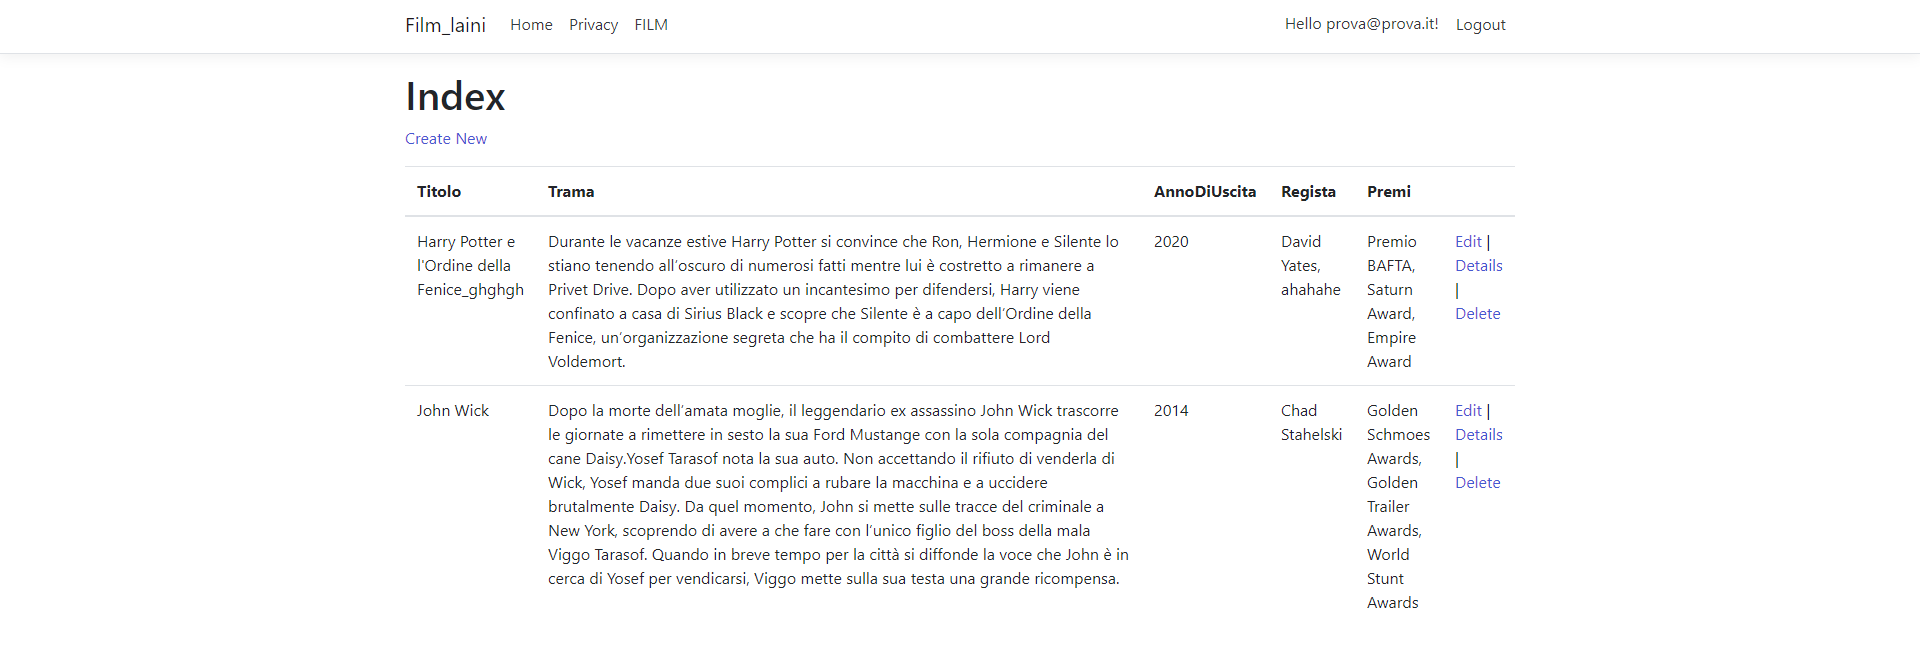 Film_laini Home Privacy FILM Hello prova@prova.it! Logout
Index
Create New
Titolo Trama AnnoDiUscita Regista Premi
Harry Potter e Durante le vacanze estive Harry Potter si convince che Ron, Hermione e Silente lo 2020 David Premio Edit |
l'Ordine della stiano tenendo all'oscuro di numerosi fatti mentre lui è costretto a rimanere a Yates, BAFTA, Details
Fenice_ghghgh Privet Drive. Dopo aver utilizzato un incantesimo per difendersi, Harry viene ahahahe Saturn |
confinato a casa di Sirius Black e scopre che Silente è a capo dell'Ordine della Award, Delete
Fenice, un'organizzazione segreta che ha il compito di combattere Lord Empire
Voldemort. Award
John Wick Dopo la morte dell'amata moglie, il leggendario ex assassino John Wick trascorre 2014 Chad Golden Edit |
le giornate a rimettere in sesto la sua Ford Mustange con la sola compagnia del Stahelski Schmoes Details
cane Daisy.Yosef Tarasof nota la sua auto. Non accettando il rifiuto di venderla di Awards, |
Wick, Yosef manda due suoi complici a rubare la macchina e a uccidere Golden Delete
brutalmente Daisy. Da quel momento, John si mette sulle tracce del criminale a Trailer
New York, scoprendo di avere a che fare con l'unico figlio del boss della mala Awards,
Viggo Tarasof. Quando in breve tempo per la città si diffonde la voce che John è in World
cerca di Yosef per vendicarsi, Viggo mette sulla sua testa una grande ricompensa. Stunt
Awards